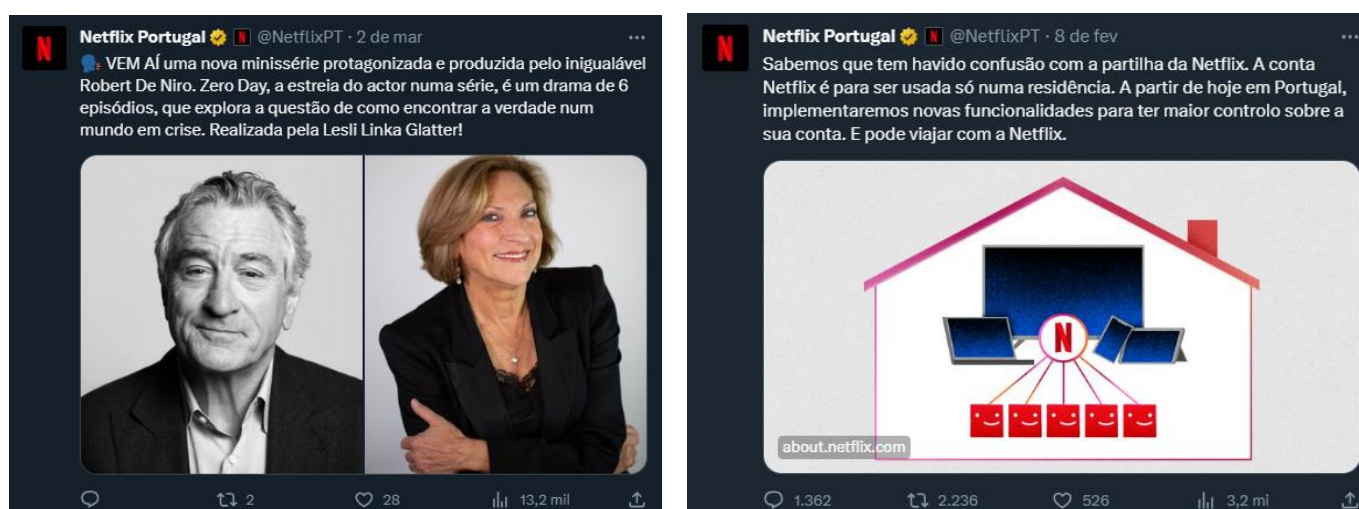 Netflix Portugal @NetflixPT · 2 de mar
VEM AÍ uma nova minissérie protagonizada e produzida pelo inigualável
Robert De Niro. Zero Day, a estreia do actor numa série, é um drama de 6
episódios, que explora a questão de como encontrar a verdade num
mundo em crise. Realizada pela Lesli Linka Glatter!
2 28 13,2 mil
Netflix Portugal @NetflixPT · 8 de fev
Sabemos que tem havido confusão com a partilha da Netflix. A conta
Netflix é para ser usada só numa residência. A partir de hoje em Portugal,
implementaremos novas funcionalidades para ter maior controlo sobre a
sua conta. E pode viajar com a Netflix.
N
about.netflix.com
1.362 2.236 526 3,2 mi